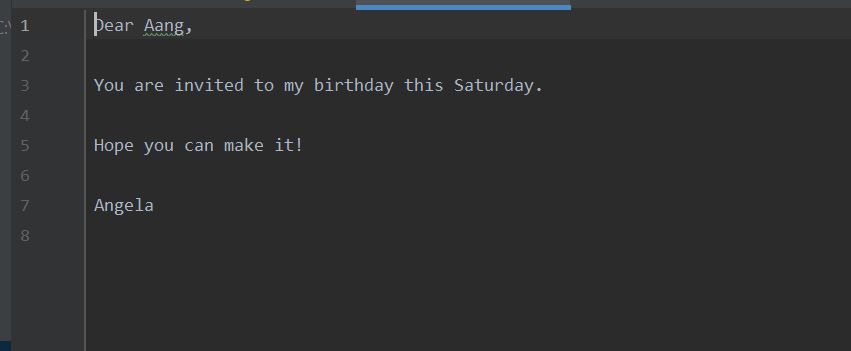 1 Dear Aang,
2
3 You are invited to my birthday this Saturday.
4
5 Hope you can make it!
6
7 Angela
8